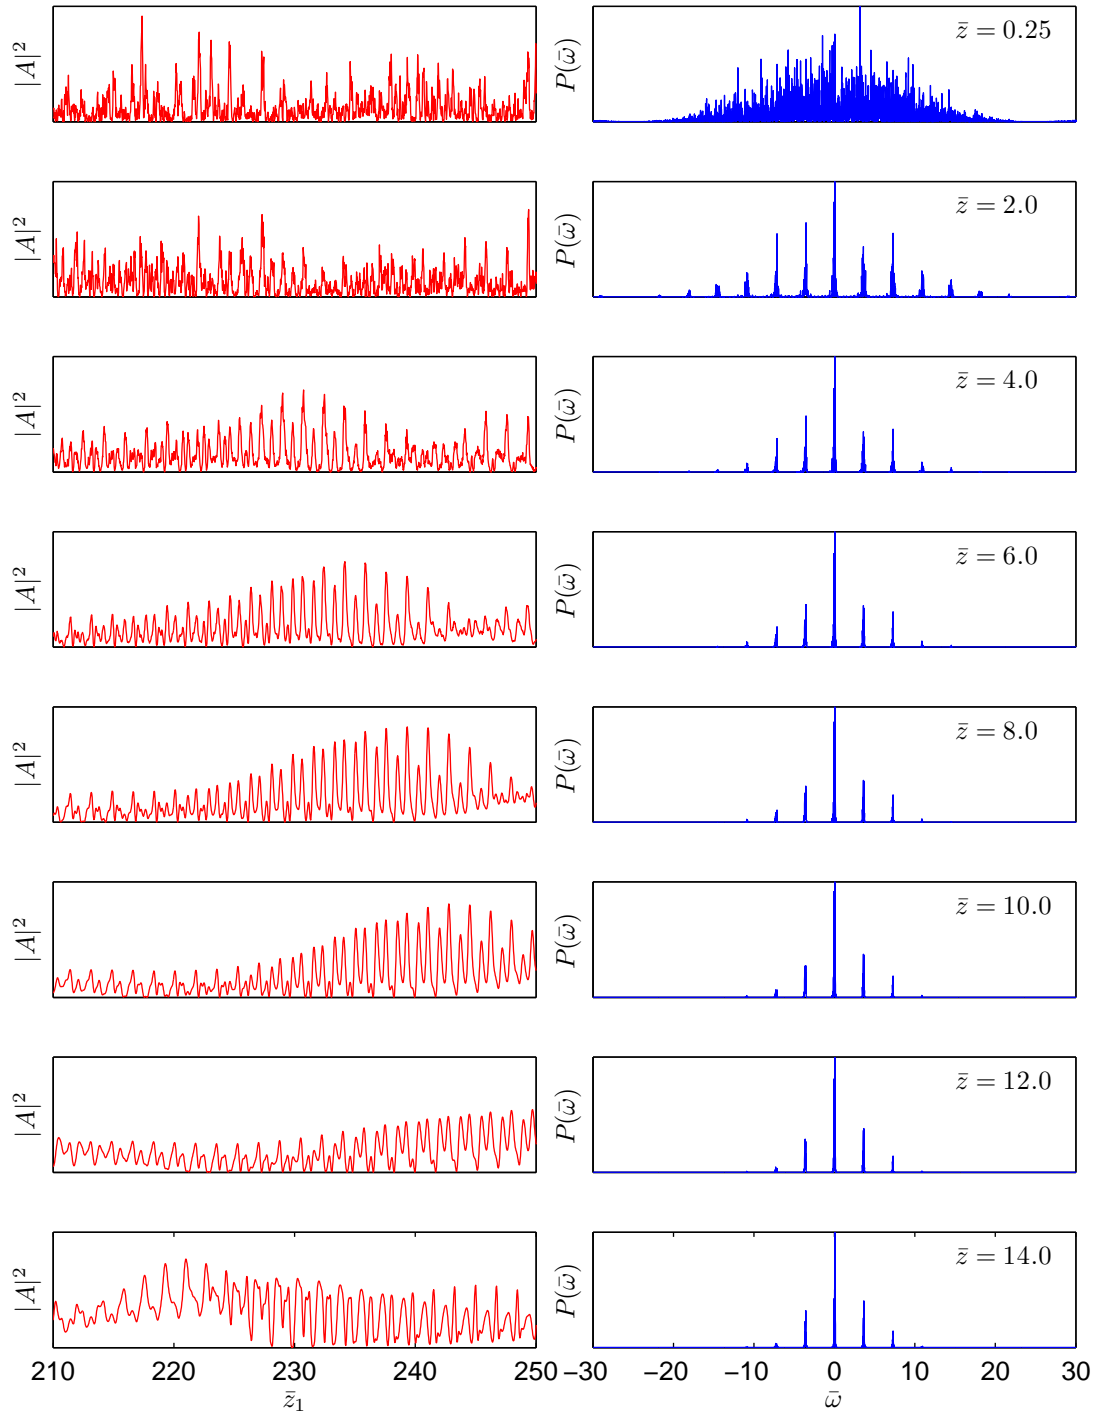 |A|²
P(ω̄)
z̄ = 0.25
|A|²
P(ω̄)
z̄ = 2.0
|A|²
P(ω̄)
z̄ = 4.0
|A|²
P(ω̄)
z̄ = 6.0
|A|²
P(ω̄)
z̄ = 8.0
|A|²
P(ω̄)
z̄ = 10.0
|A|²
P(ω̄)
z̄ = 12.0
|A|²
P(ω̄)
z̄ = 14.0
210 220 230 240 250
−30 −20 −10 0 10 20 30
z̄₁
ω̄